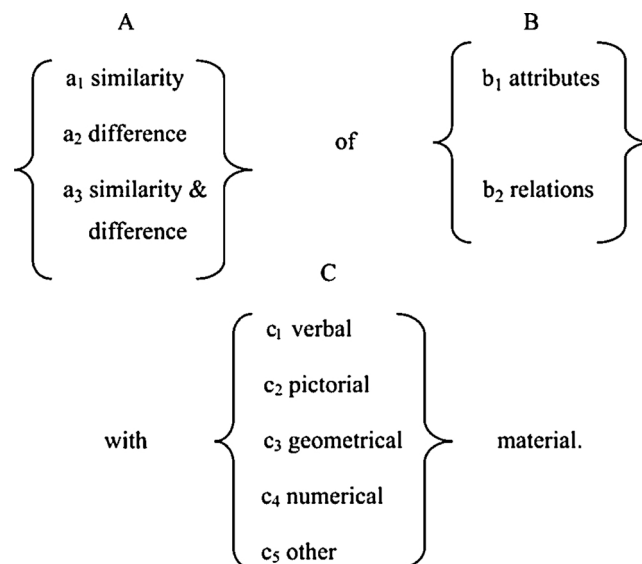 A B
a₁ similarity b₁ attributes
a₂ difference of
a₃ similarity & b₂ relations
difference
C
c₁ verbal
c₂ pictorial
with c₃ geometrical material.
c₄ numerical
c₅ other